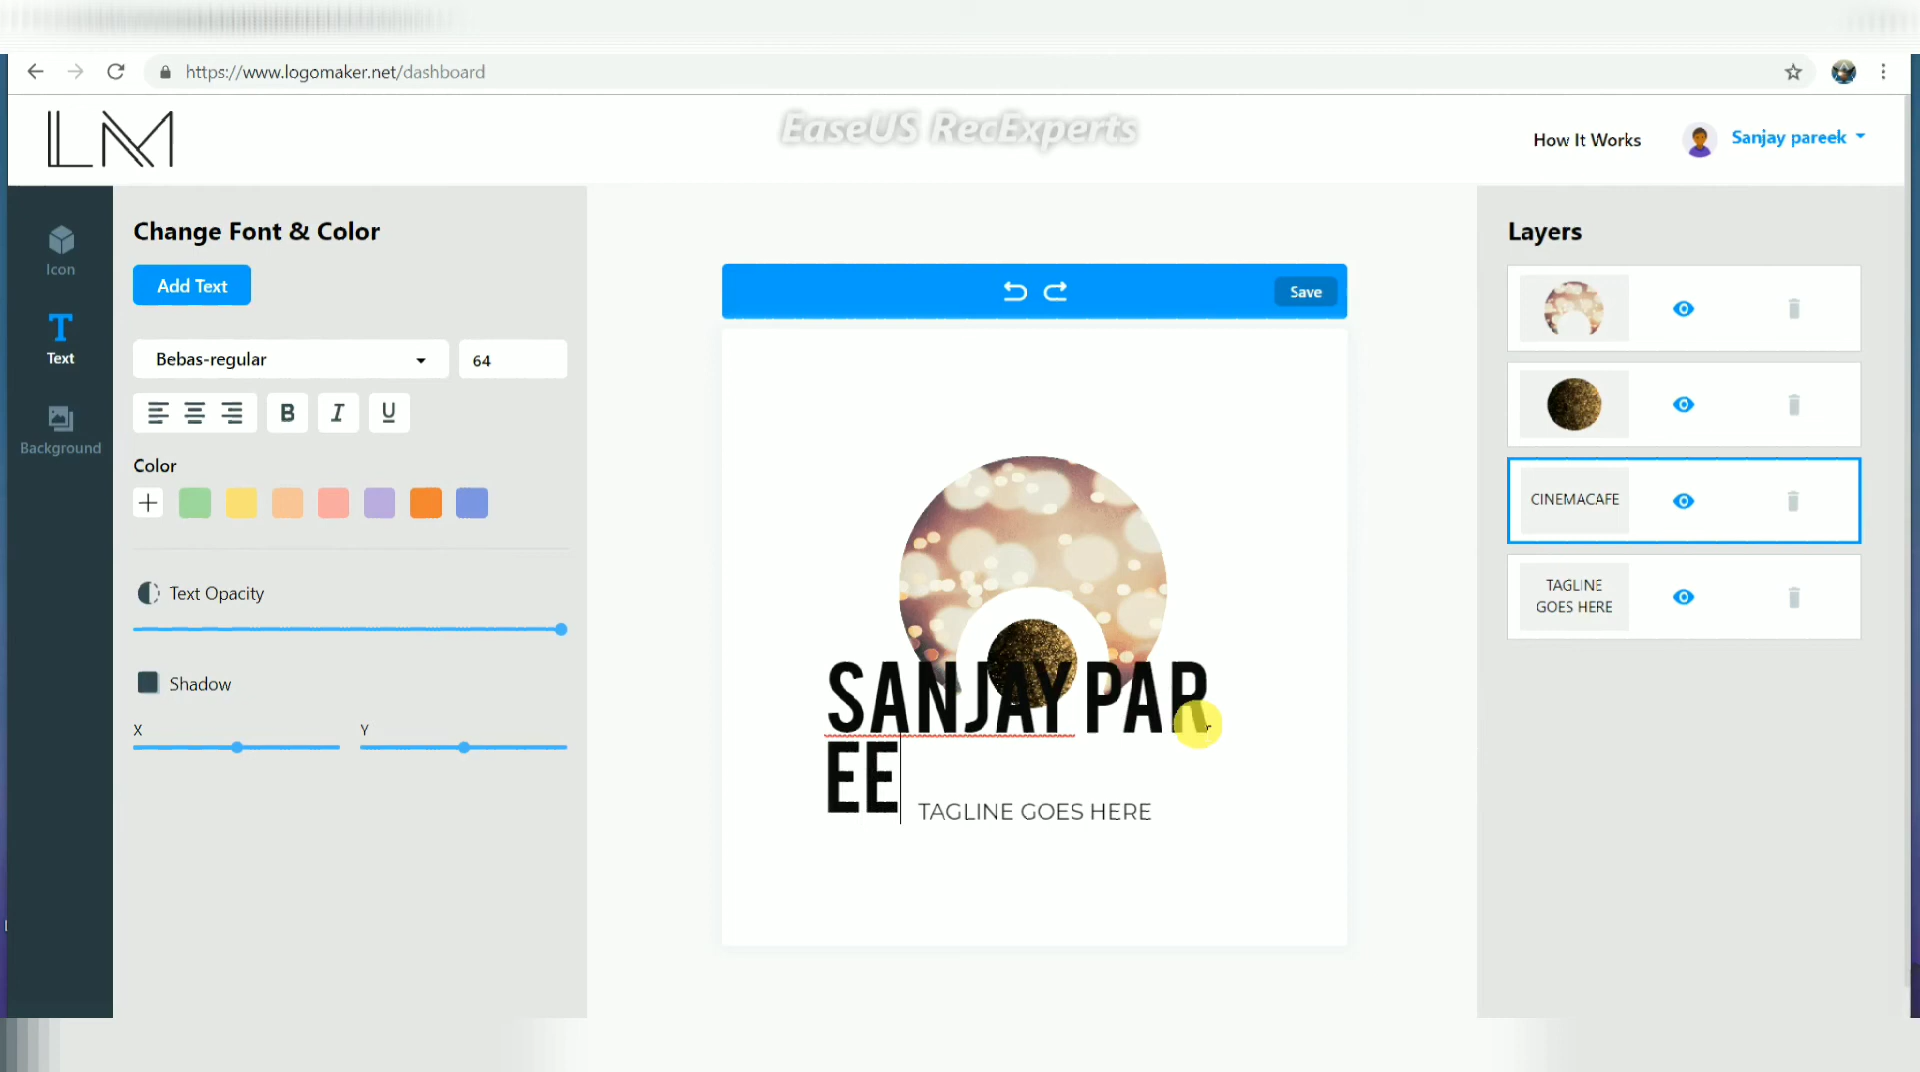 https://www.logomaker.net/dashboard
LM
EaseUS RecExperts
How It Works
Sanjay pareek
Icon
Text
Background
Change Font & Color
Add Text
Bebas-regular
64
B
I
U
Color
Text Opacity
Shadow
X
Y
Save
SANJAY PAR
EE
TAGLINE GOES HERE
Layers
CINEMACAFE
TAGLINE
GOES HERE